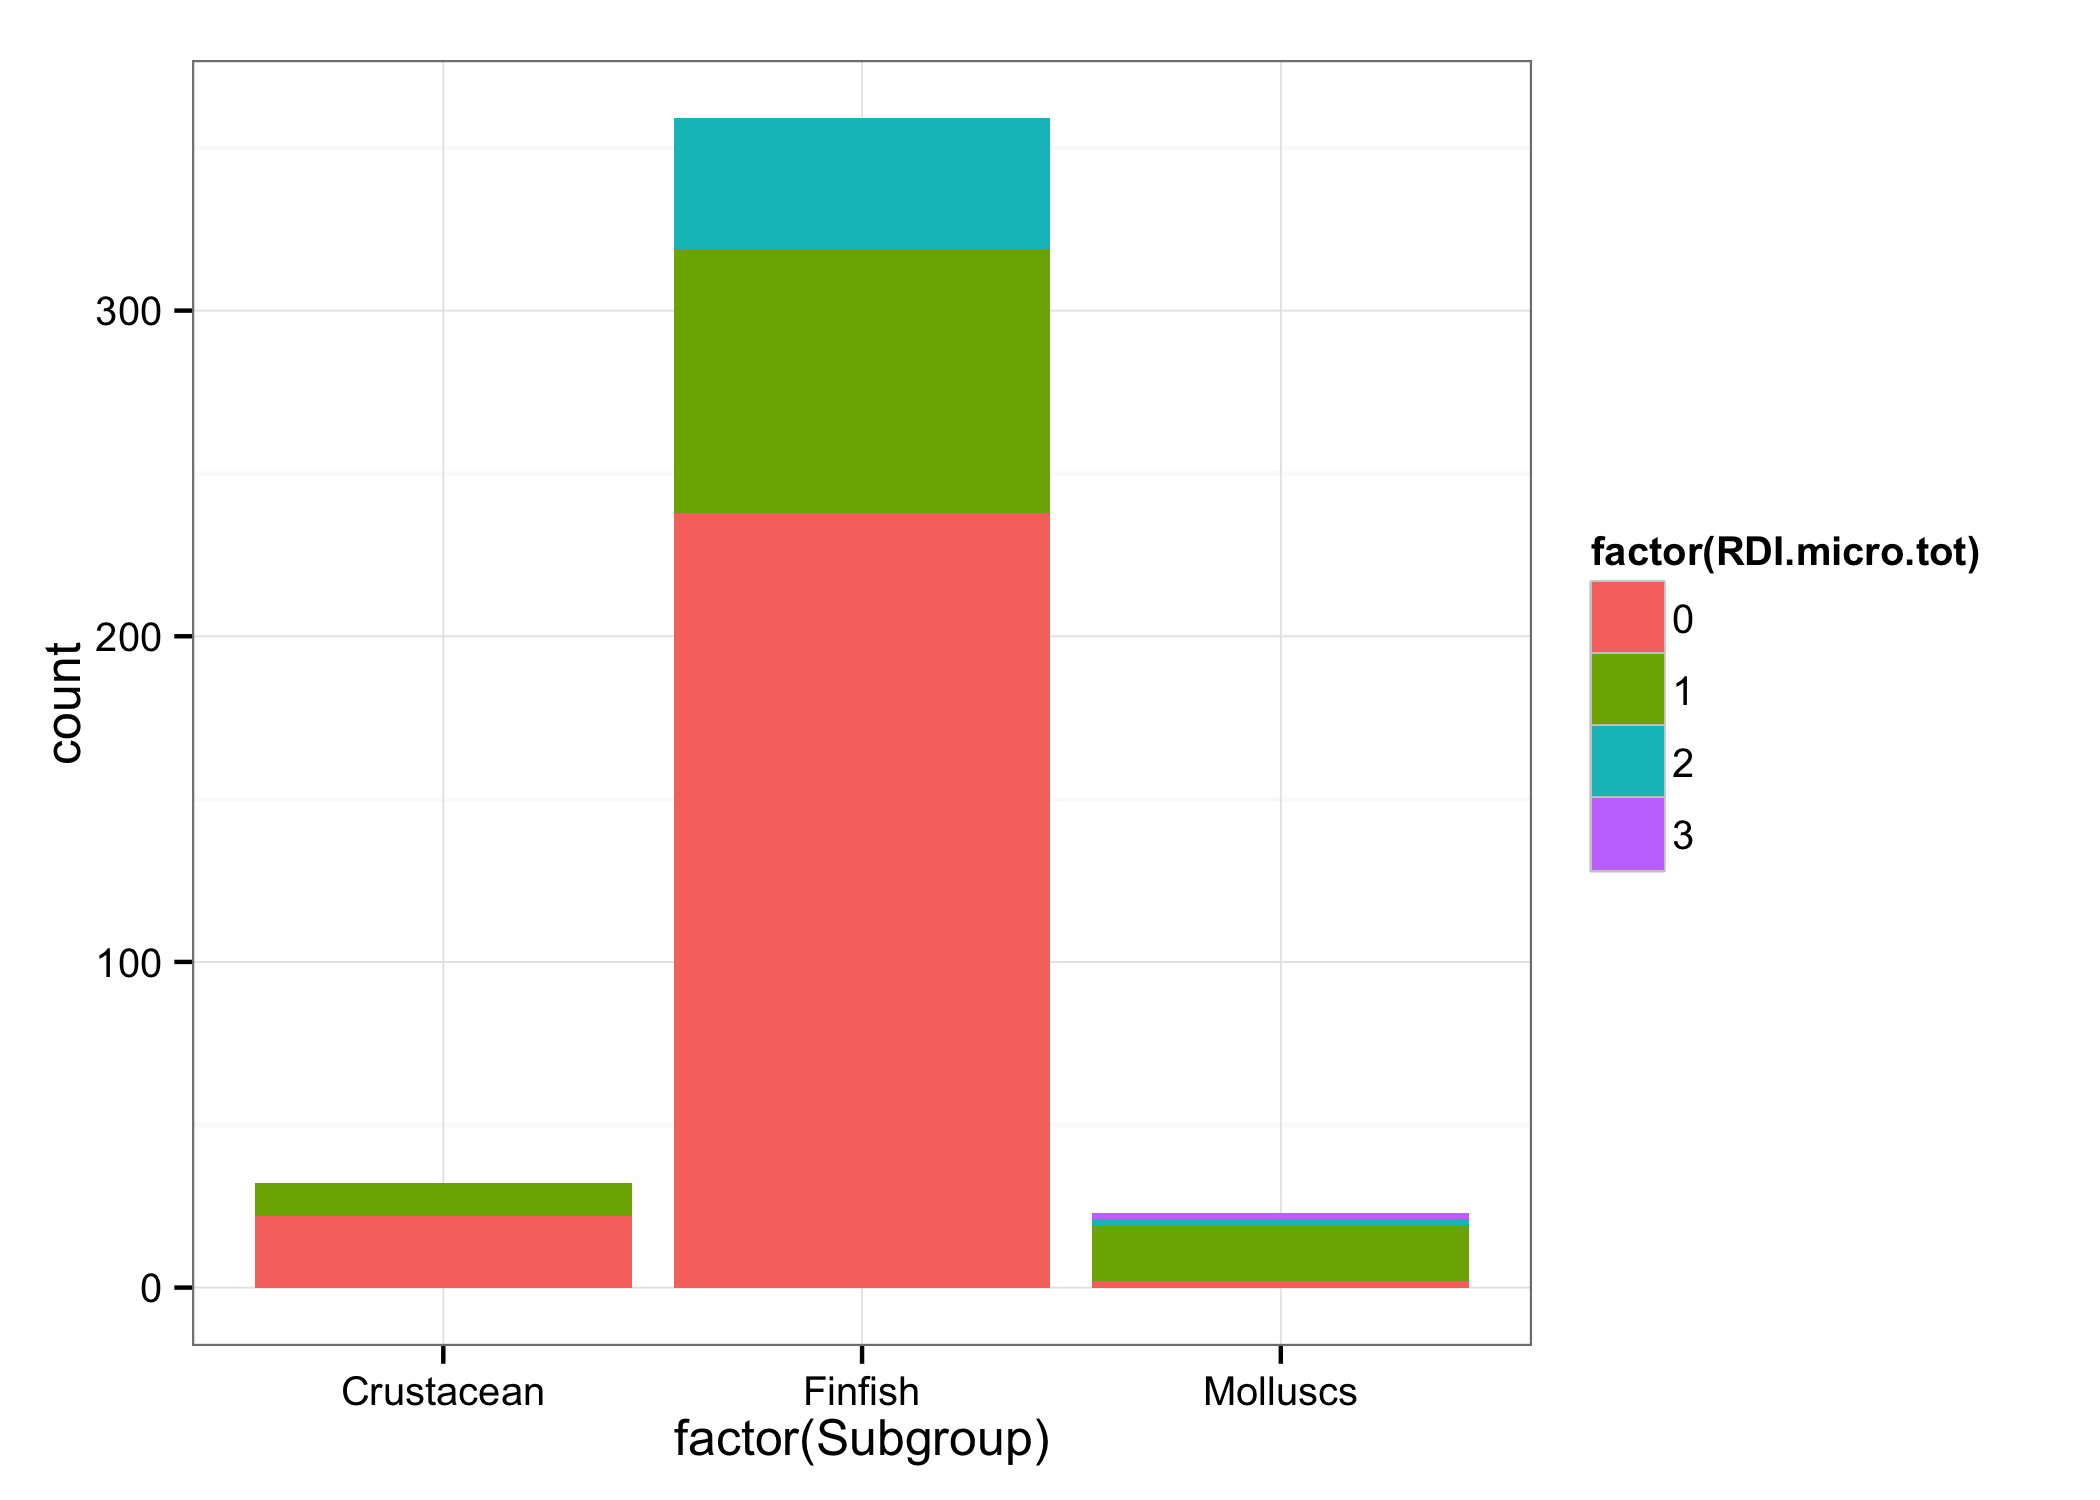 count
300
200
100
0
Crustacean
Finfish
Molluscs
factor(Subgroup)
factor(RDI.micro.tot)
0
1
2
3